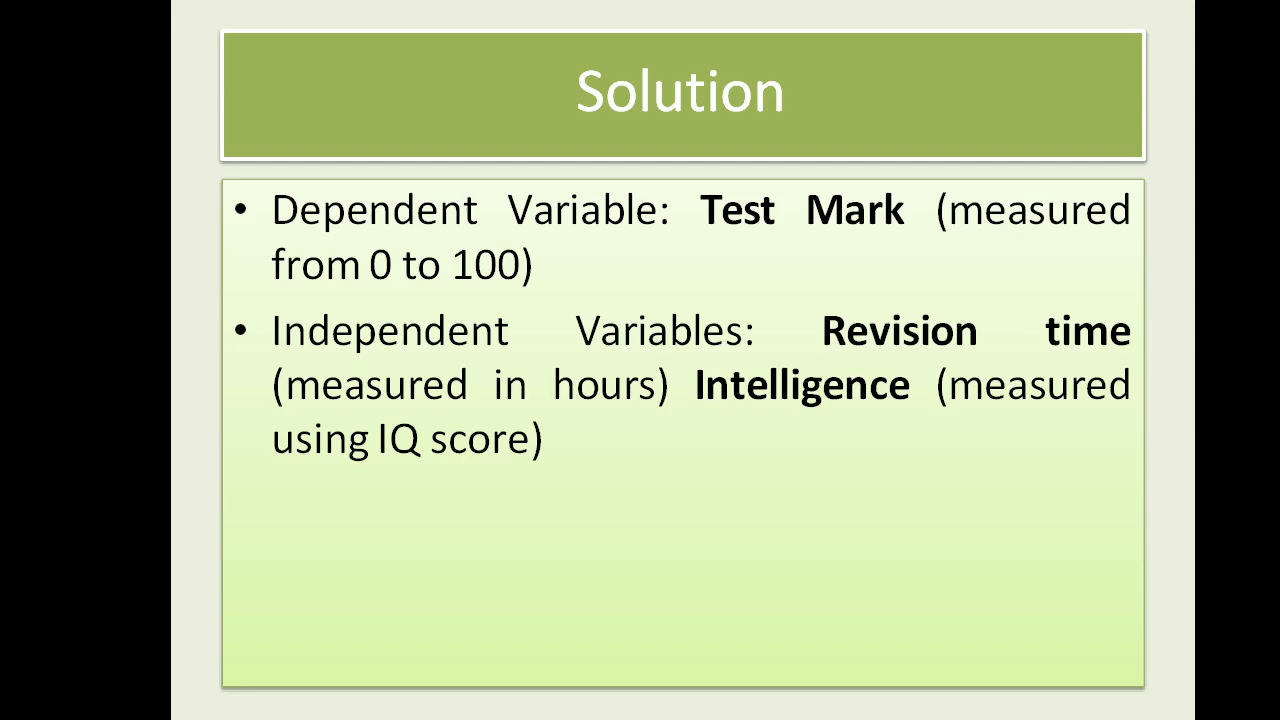 Solution
• Dependent Variable: Test Mark (measured
from 0 to 100)
• Independent Variables: Revision time
(measured in hours) Intelligence (measured
using IQ score)